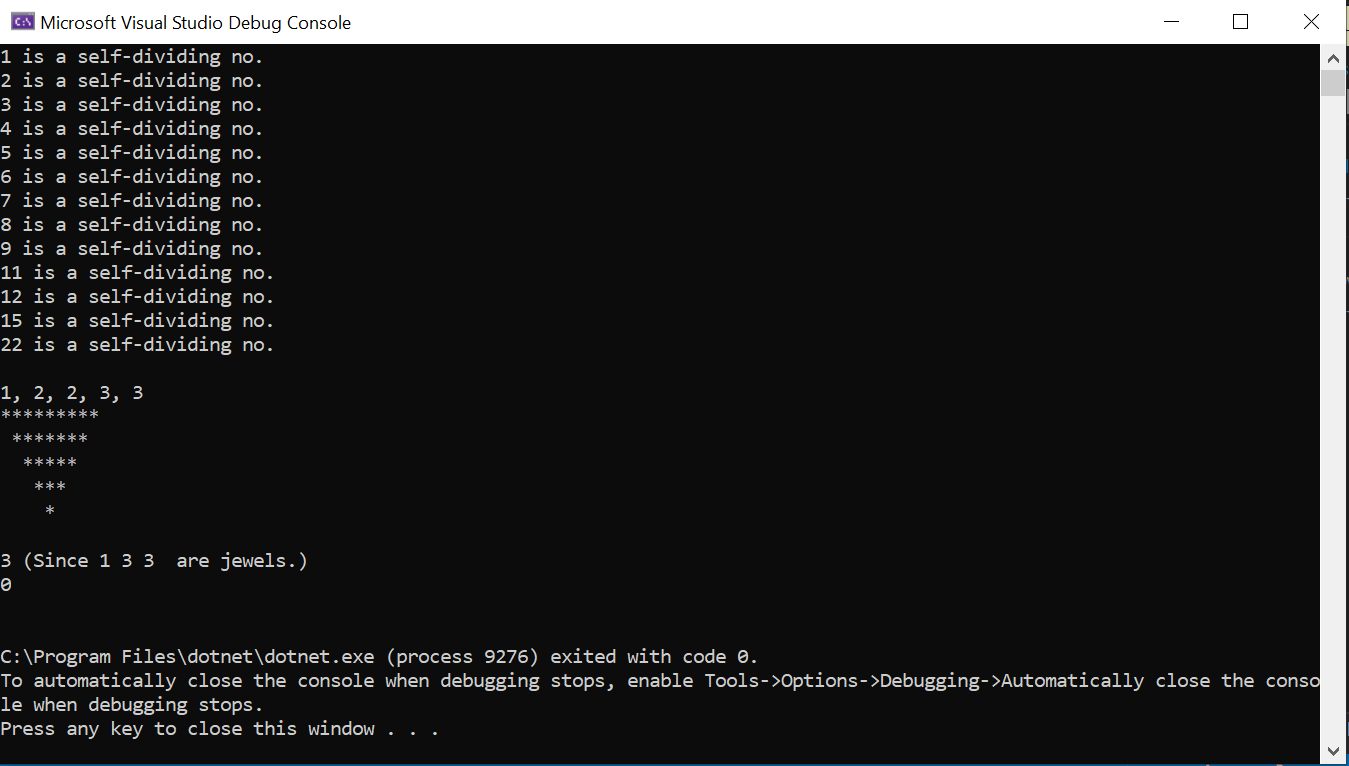 Microsoft Visual Studio Debug Console
1 is a self-dividing no.
2 is a self-dividing no.
3 is a self-dividing no.
4 is a self-dividing no.
5 is a self-dividing no.
6 is a self-dividing no.
7 is a self-dividing no.
8 is a self-dividing no.
9 is a self-dividing no.
11 is a self-dividing no.
12 is a self-dividing no.
15 is a self-dividing no.
22 is a self-dividing no.

1, 2, 2, 3, 3
*********
 *******
  *****
   ***
    *

3 (Since 1 3 3  are jewels.)
0

C:\Program Files\dotnet\dotnet.exe (process 9276) exited with code 0.
To automatically close the console when debugging stops, enable Tools->Options->Debugging->Automatically close the conso
le when debugging stops.
Press any key to close this window . . .